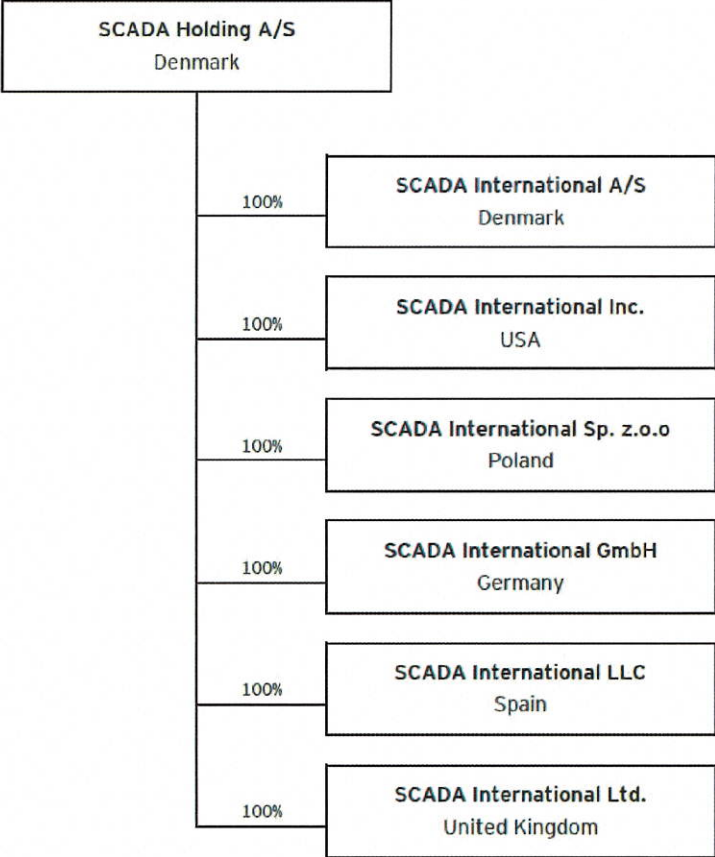 SCADA Holding A/S
Denmark
100%
SCADA International A/S
Denmark
100%
SCADA International Inc.
USA
100%
SCADA International Sp. z.o.o
Poland
100%
SCADA International GmbH
Germany
100%
SCADA International LLC
Spain
100%
SCADA International Ltd.
United Kingdom